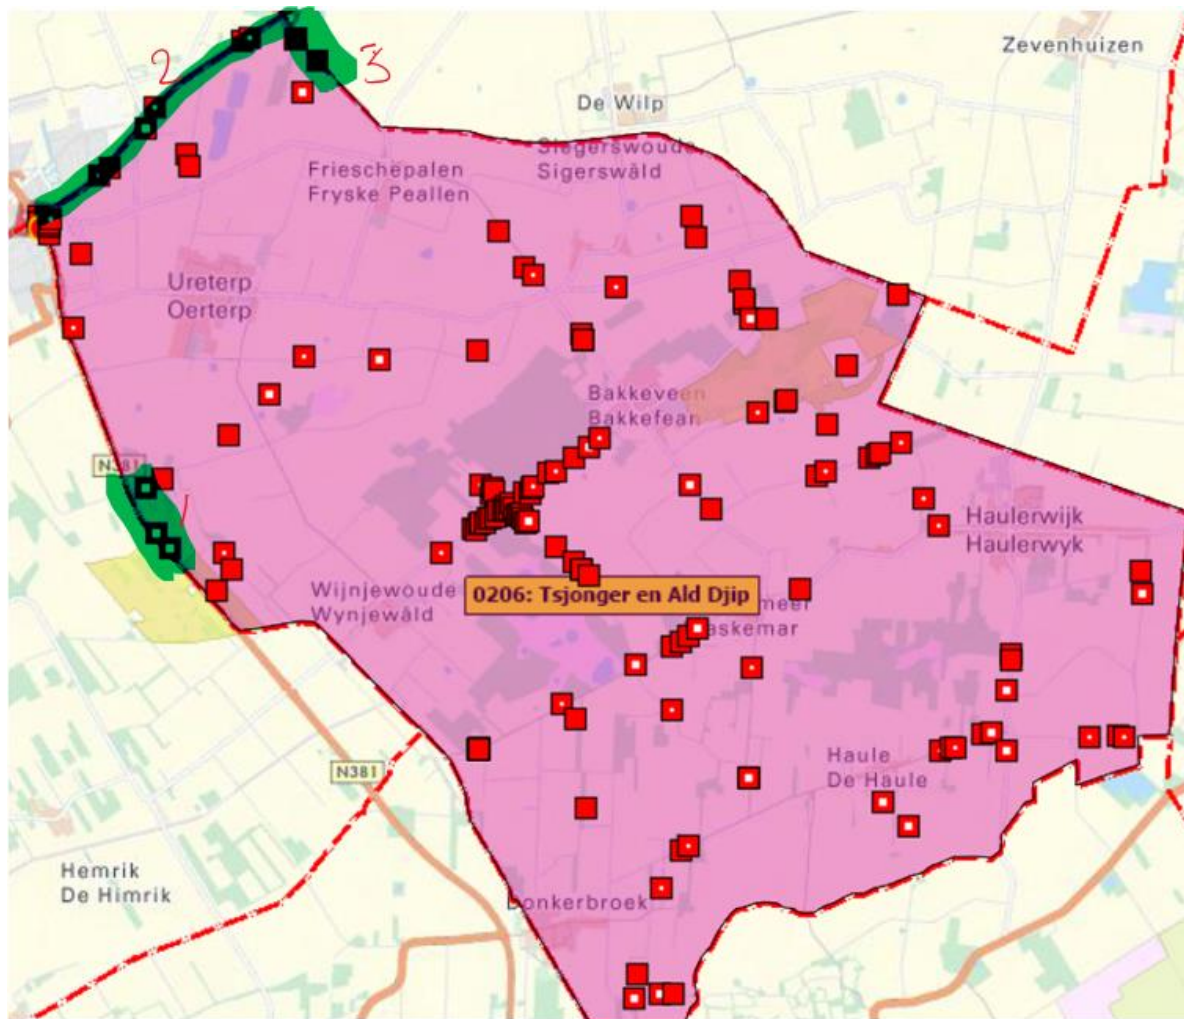 Zevenhuizen
2
3
De Wilp
Siegerswoude
Sigerswâld
Frieschepalen
Fryske Peallen
Ureterp
Oerterp
Bakkeveen
Bakkefean
N381
1
Haulerwijk
Haulerwyk
Wijnjewoude
Wynjewâld
0206: Tsjonger en Ald Djip
meer
askemar
Haule
De Haule
N381
Hemrik
De Himrik
Donkerbroek